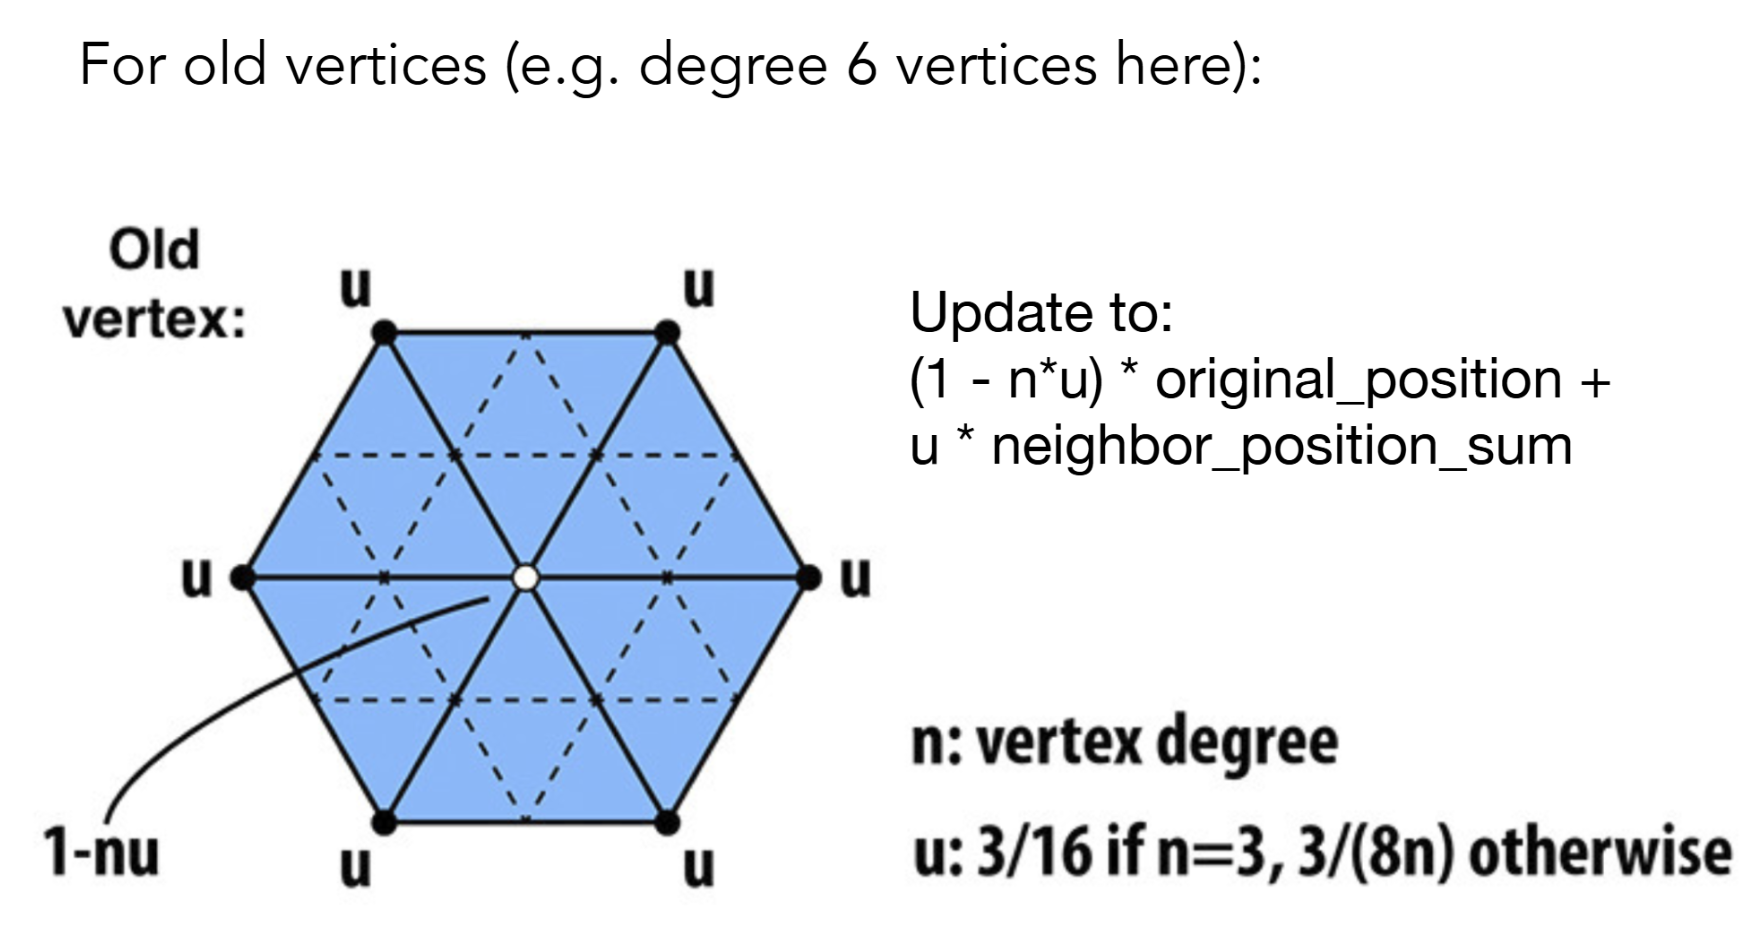 For old vertices (e.g. degree 6 vertices here):
Old
vertex:
u
u
Update to:
(1 - n*u) * original_position +
u * neighbor_position_sum
u
u
1-nu
u
u
n: vertex degree
u: 3/16 if n=3, 3/(8n) otherwise